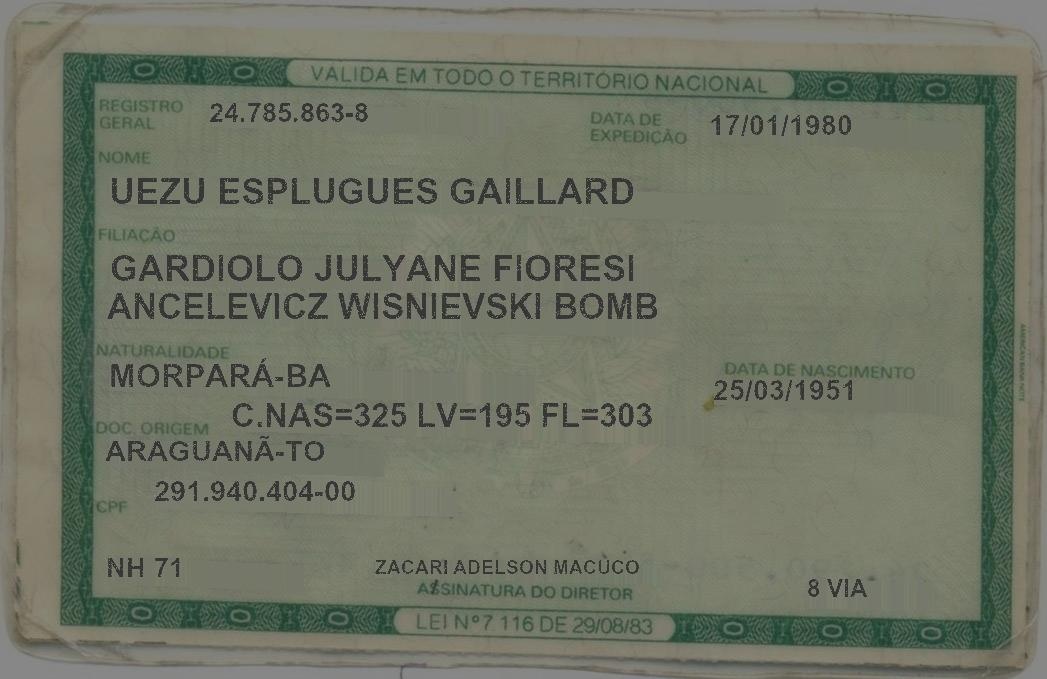 VALIDA EM TODO O TERRITÓRIO NACIONAL
REGISTRO GERAL 24.785.863-8 DATA DE EXPEDIÇÃO 17/01/1980
NOME
UEZU ESPLUGUES GAILLARD
FILIAÇÃO
GARDIOLO JULYANE FIORESI
ANCELEVICZ WISNIEVSKI BOMB
NATURALIDADE DATA DE NASCIMENTO
MORPARÁ-BA 25/03/1951
DOC. ORIGEM C.NAS=325 LV=195 FL=303
ARAGUANÃ-TO
CPF 291.940.404-00
NH 71 ZACARI ADELSON MACÚCO 8 VIA
ASSINATURA DO DIRETOR
LEI Nº 7.116 DE 29/08/83